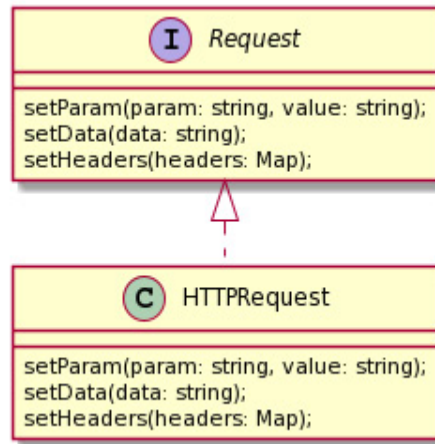 I Request
setParam(param: string, value: string);
setData(data: string);
setHeaders(headers: Map);
C HTTPRequest
setParam(param: string, value: string);
setData(data: string);
setHeaders(headers: Map);